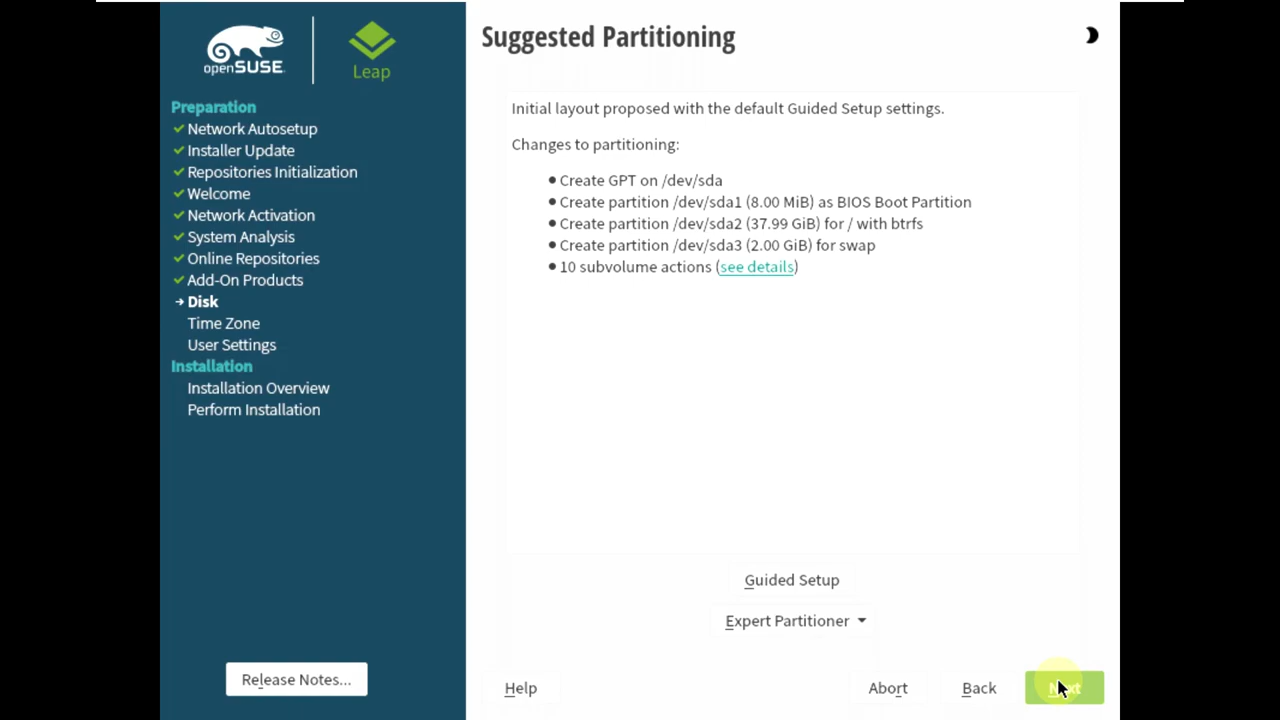 openSUSE
Leap
Preparation
Network Autosetup
Installer Update
Repositories Initialization
Welcome
Network Activation
System Analysis
Online Repositories
Add-On Products
Disk
Time Zone
User Settings
Installation
Installation Overview
Perform Installation
Release Notes...
Suggested Partitioning
Initial layout proposed with the default Guided Setup settings.
Changes to partitioning:
Create GPT on /dev/sda
Create partition /dev/sda1 (8.00 MiB) as BIOS Boot Partition
Create partition /dev/sda2 (37.99 GiB) for / with btrfs
Create partition /dev/sda3 (2.00 GiB) for swap
10 subvolume actions (see details)
Guided Setup
Expert Partitioner
Help
Abort
Back
Next